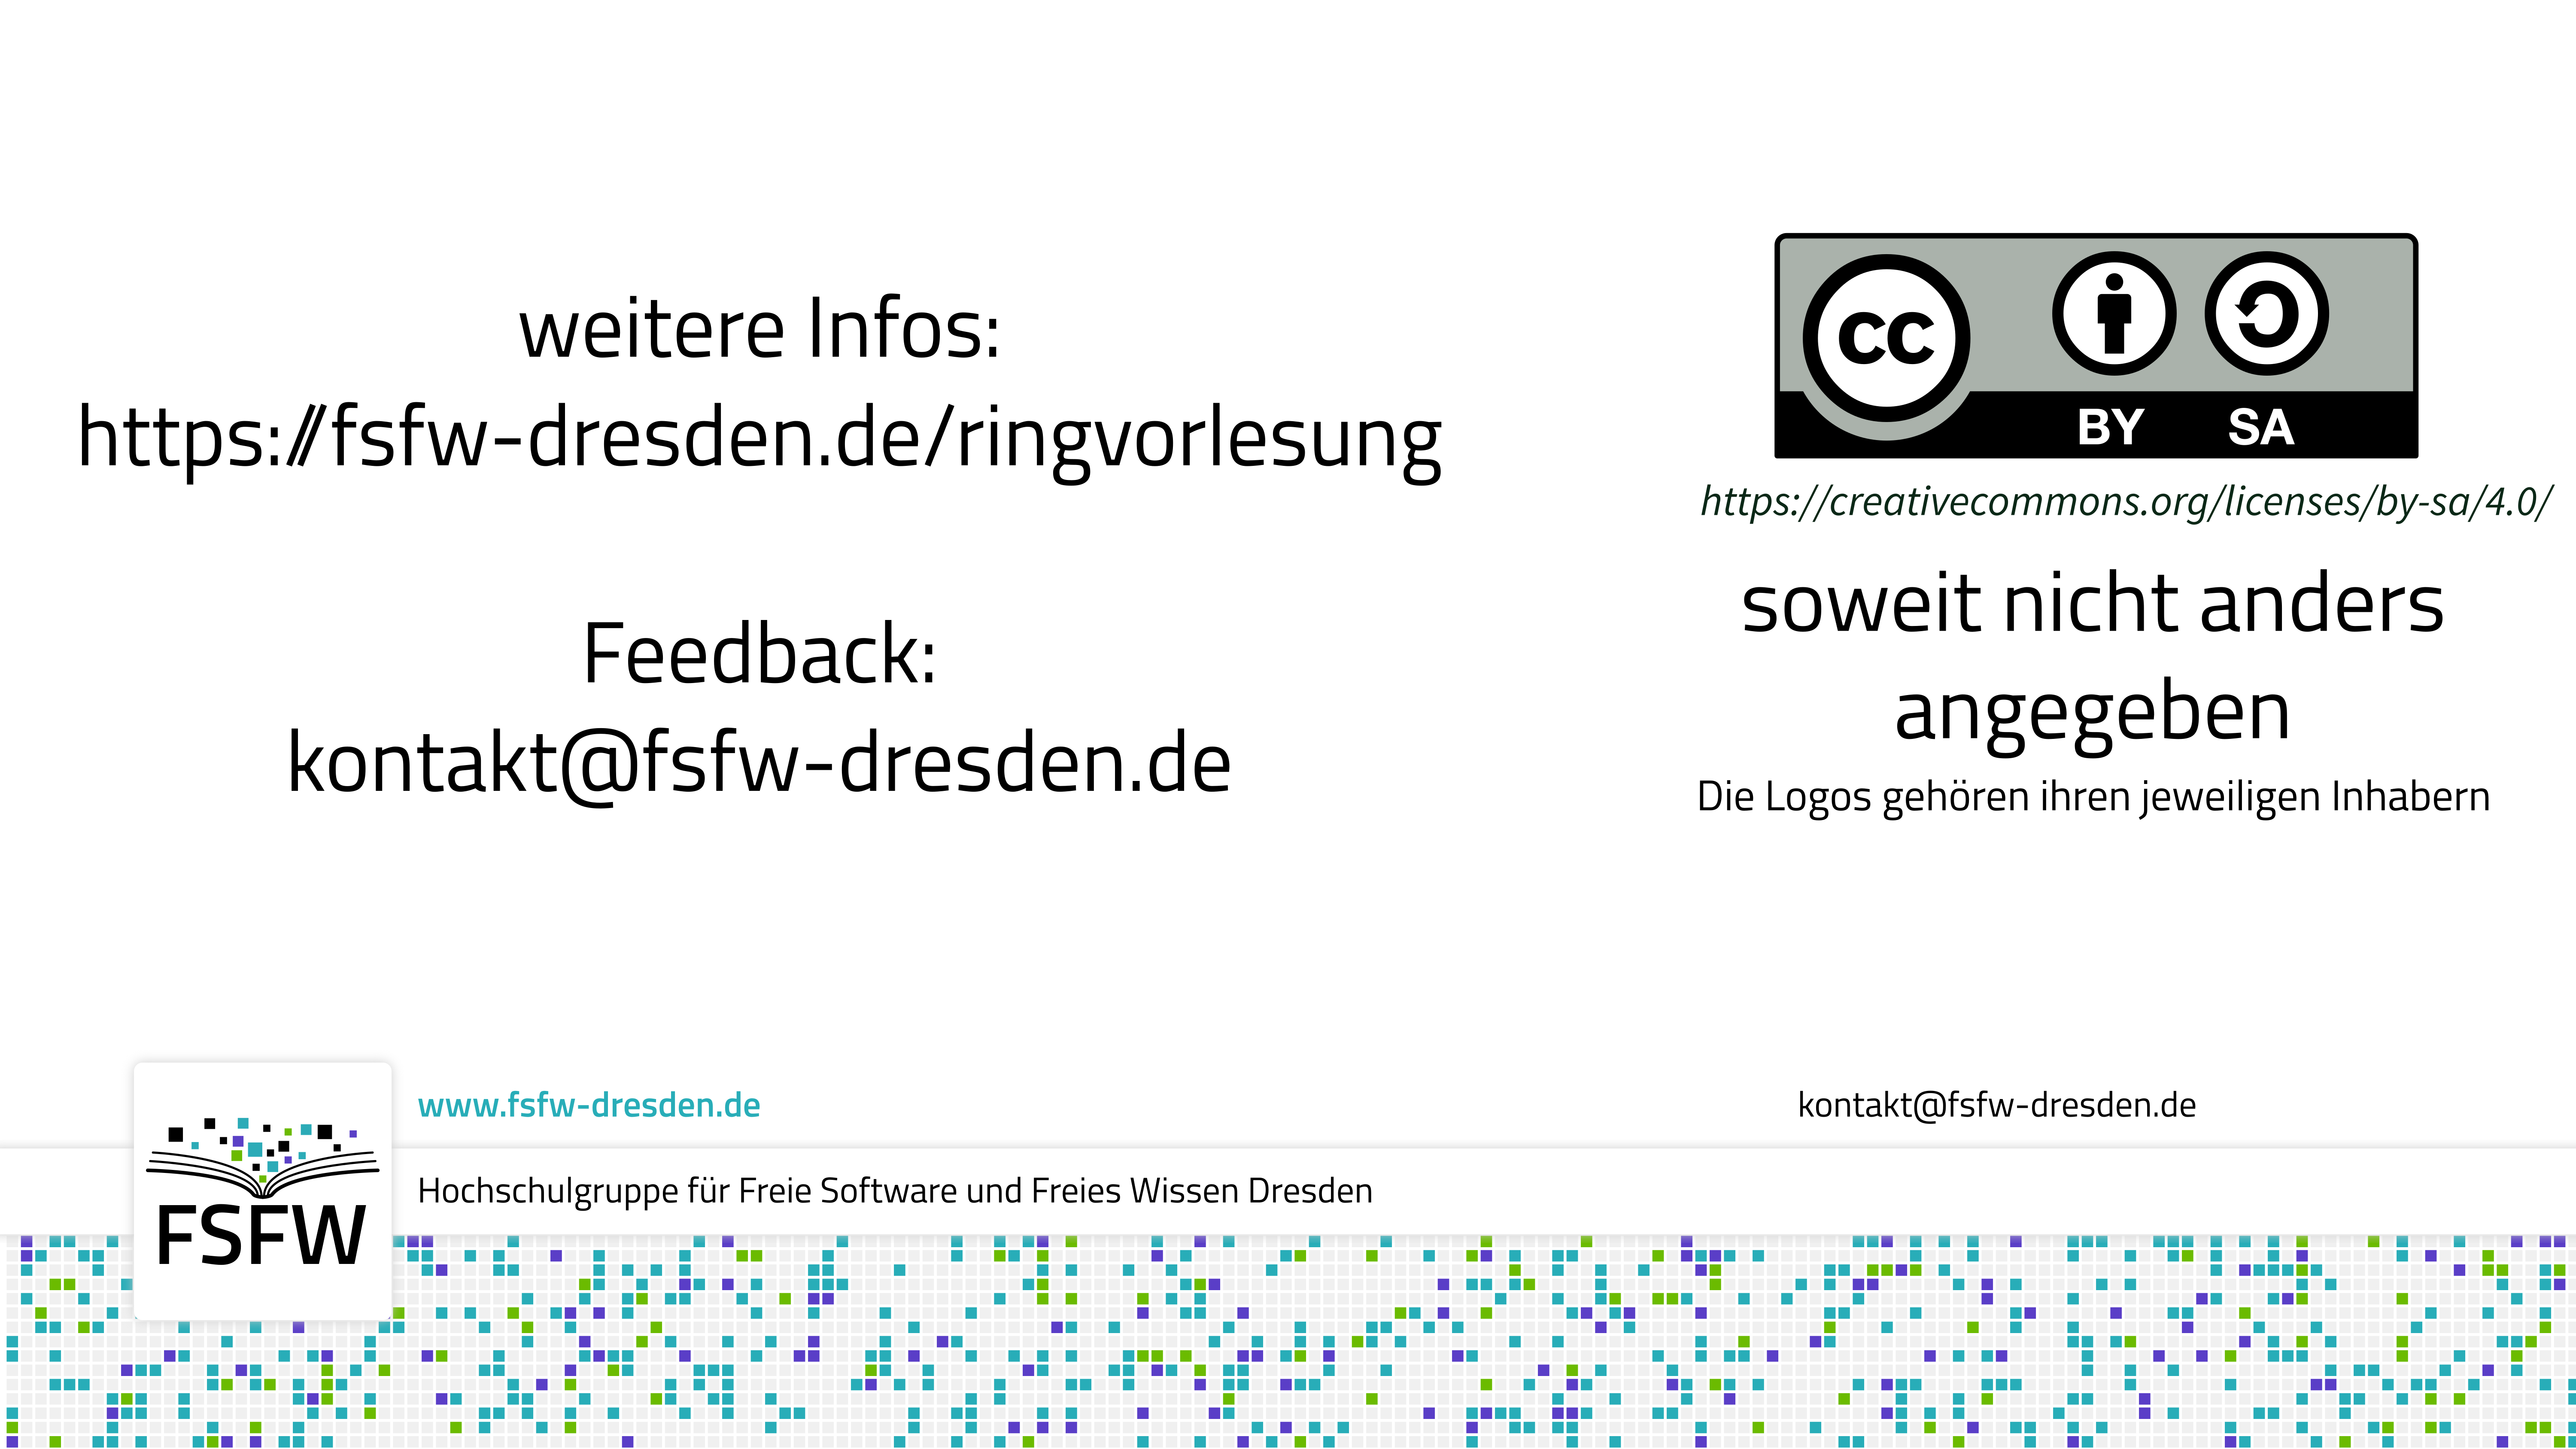 weitere Infos:
https://fsfw-dresden.de/ringvorlesung
Feedback:
kontakt@fsfw-dresden.de
cc
BY SA
https://creativecommons.org/licenses/by-sa/4.0/
soweit nicht anders
angegeben
Die Logos gehören ihren jeweiligen Inhabern
www.fsfw-dresden.de
kontakt@fsfw-dresden.de
Hochschulgruppe für Freie Software und Freies Wissen Dresden
FSFW